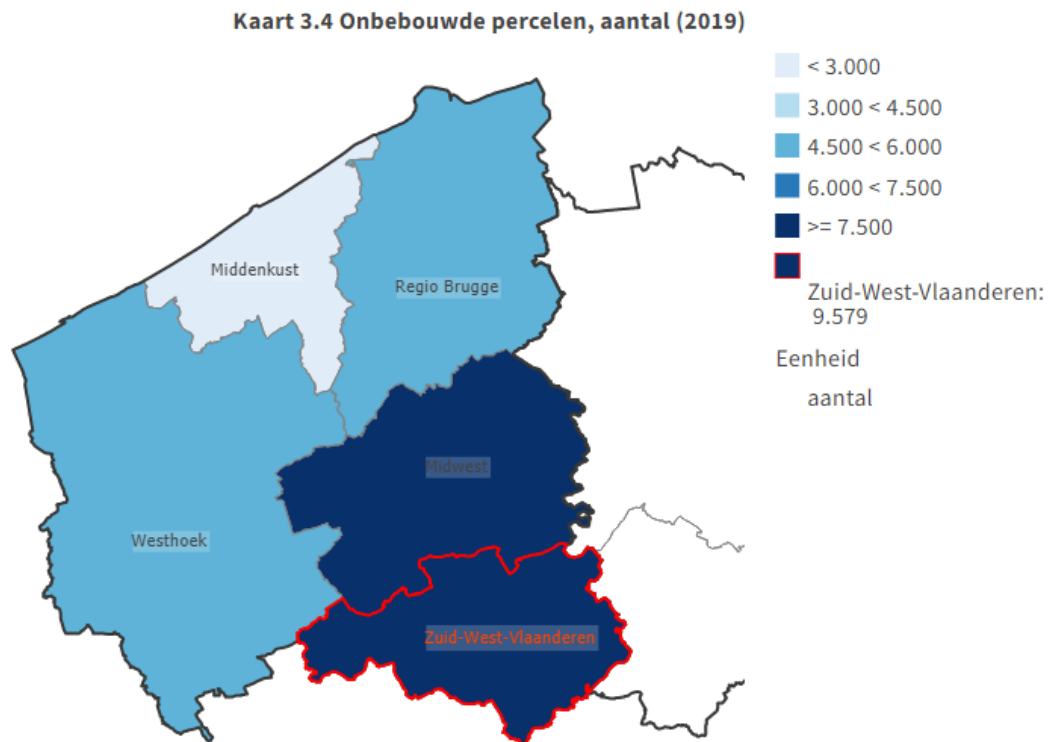 Kaart 3.4 Onbebouwde percelen, aantal (2019)
< 3.000
3.000 < 4.500
4.500 < 6.000
6.000 < 7.500
>= 7.500
Zuid-West-Vlaanderen:
9.579
Eenheid
aantal
Middenkust
Regio Brugge
Midwest
Westhoek
Zuid-West-Vlaanderen